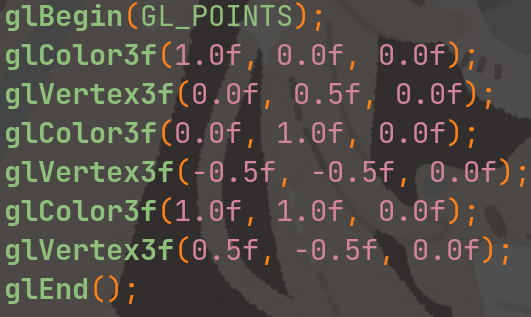 glBegin(GL_POINTS);
glColor3f(1.0f, 0.0f, 0.0f);
glVertex3f(0.0f, 0.5f, 0.0f);
glColor3f(0.0f, 1.0f, 0.0f);
glVertex3f(-0.5f, -0.5f, 0.0f);
glColor3f(1.0f, 1.0f, 0.0f);
glVertex3f(0.5f, -0.5f, 0.0f);
glEnd();